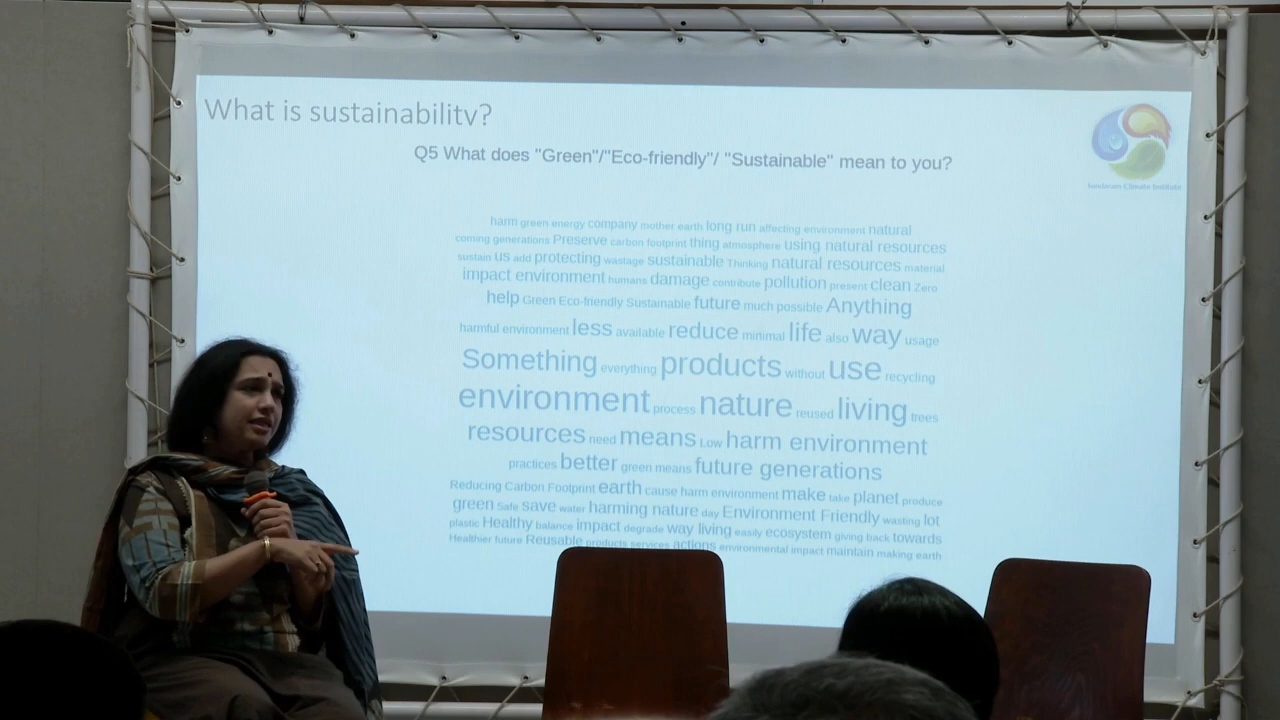 What is sustainability?
Q5 What does "Green"/"Eco-friendly"/ "Sustainable" mean to you?
Sundaram Climate Institute
harm green energy company mother earth long run affecting environment natural
coming generations Preserve carbon footprint thing atmosphere using natural resources
sustain us add protecting wastage sustainable Thinking natural resources material
impact environment humans damage contribute pollution present clean Zero
help Green Eco-friendly Sustainable future much possible Anything
harmful environment less available reduce minimal life also way usage
Something everything products without use recycling
environment process nature reused living trees
resources need means Low harm environment
practices better green means future generations
Reducing Carbon Footprint earth cause harm environment make take planet produce
green Safe save water harming nature day Environment Friendly wasting lot
plastic Healthy balance impact degrade way living easily ecosystem giving back towards
Healthier future Reusable products services actions environmental impact maintain making earth